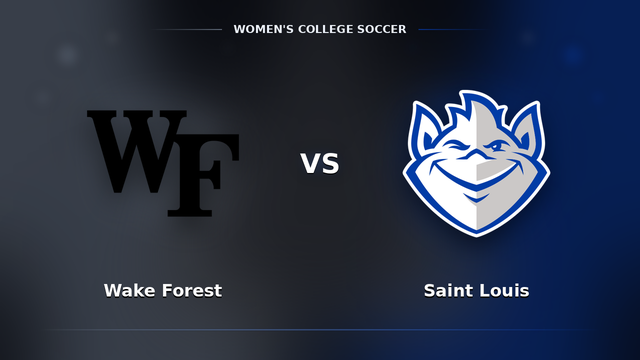 WOMEN'S COLLEGE SOCCER
WF
VS
Wake Forest
Saint Louis